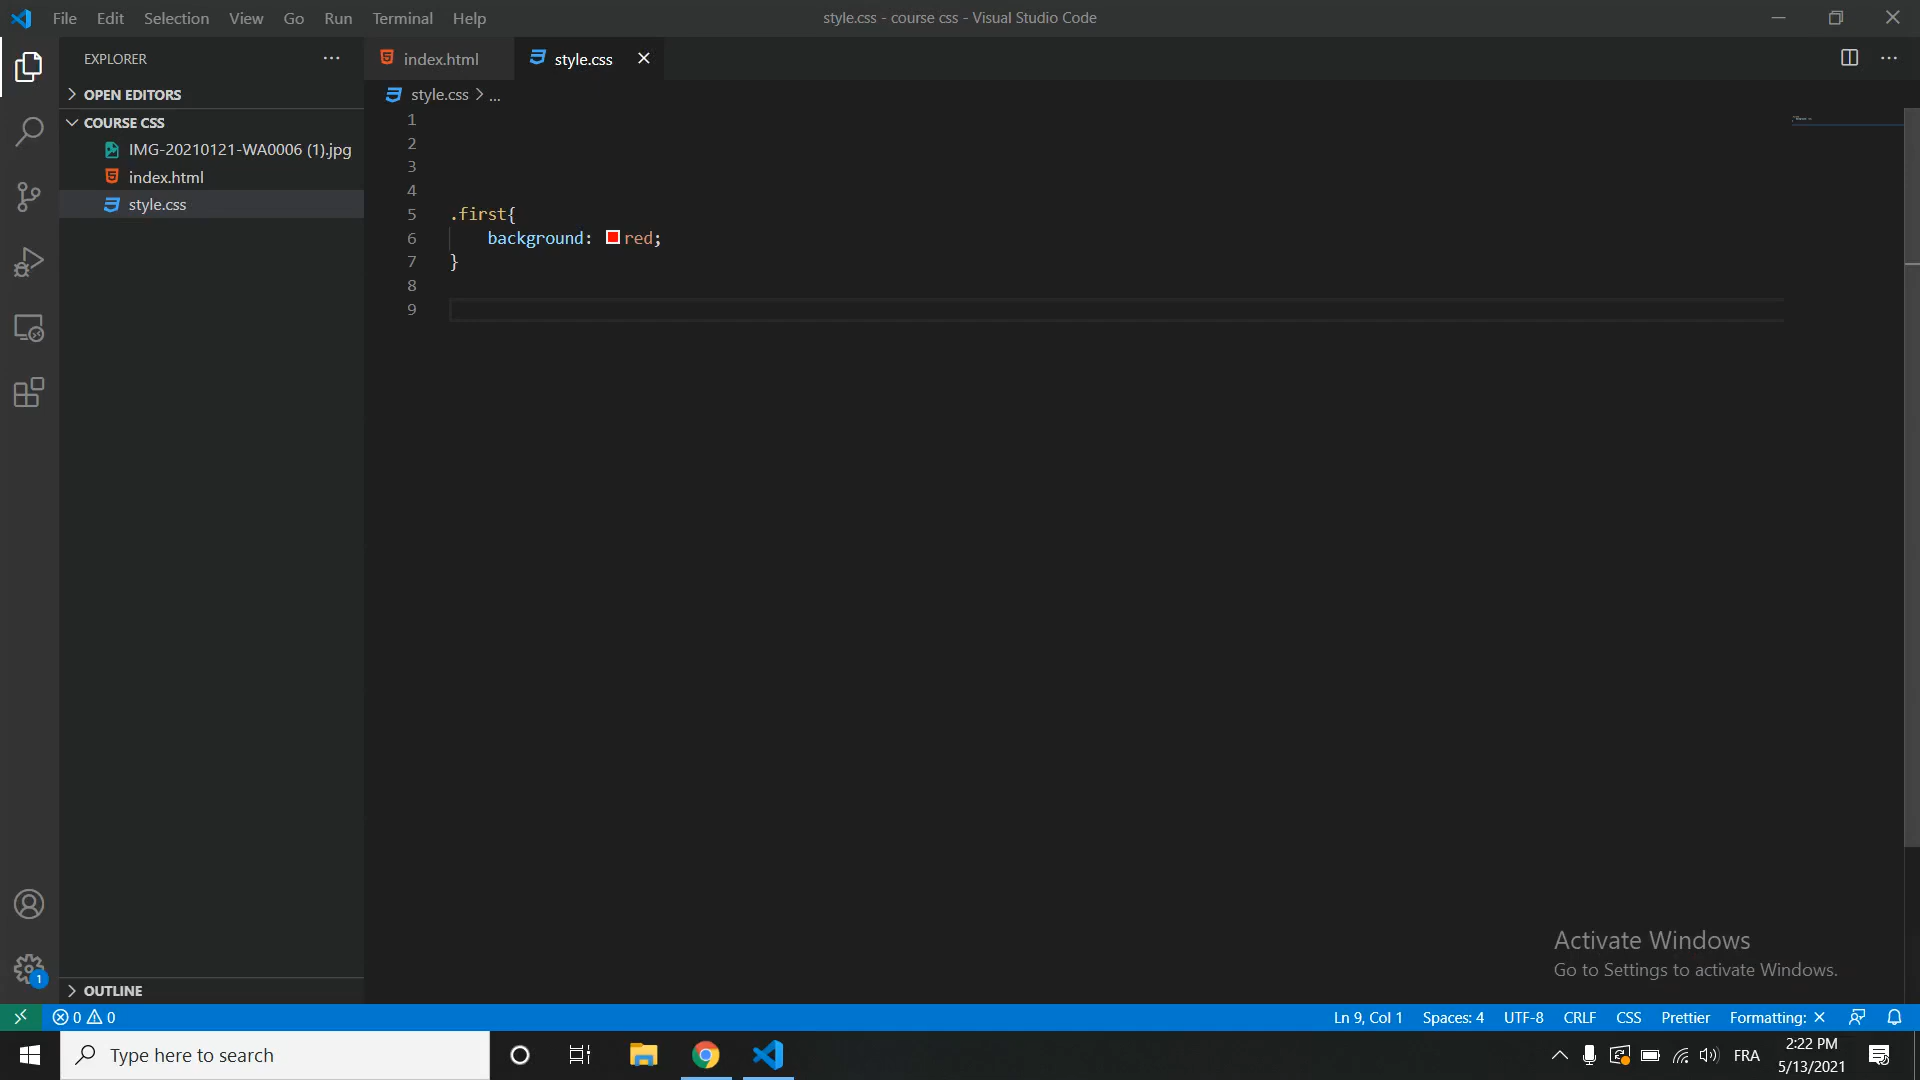 File Edit Selection View Go Run Terminal Help
style.css - course css - Visual Studio Code
EXPLORER
index.html
style.css
OPEN EDITORS
style.css > ...
COURSE CSS
IMG-20210121-WA0006 (1).jpg
index.html
style.css
1
2
3
4
5 .first{
6 background: red;
7 }
8
9
Activate Windows
Go to Settings to activate Windows.
1
OUTLINE
0 0
Ln 9, Col 1 Spaces: 4 UTF-8 CRLF CSS Prettier Formatting: ✕
Type here to search
FRA
2:22 PM
5/13/2021